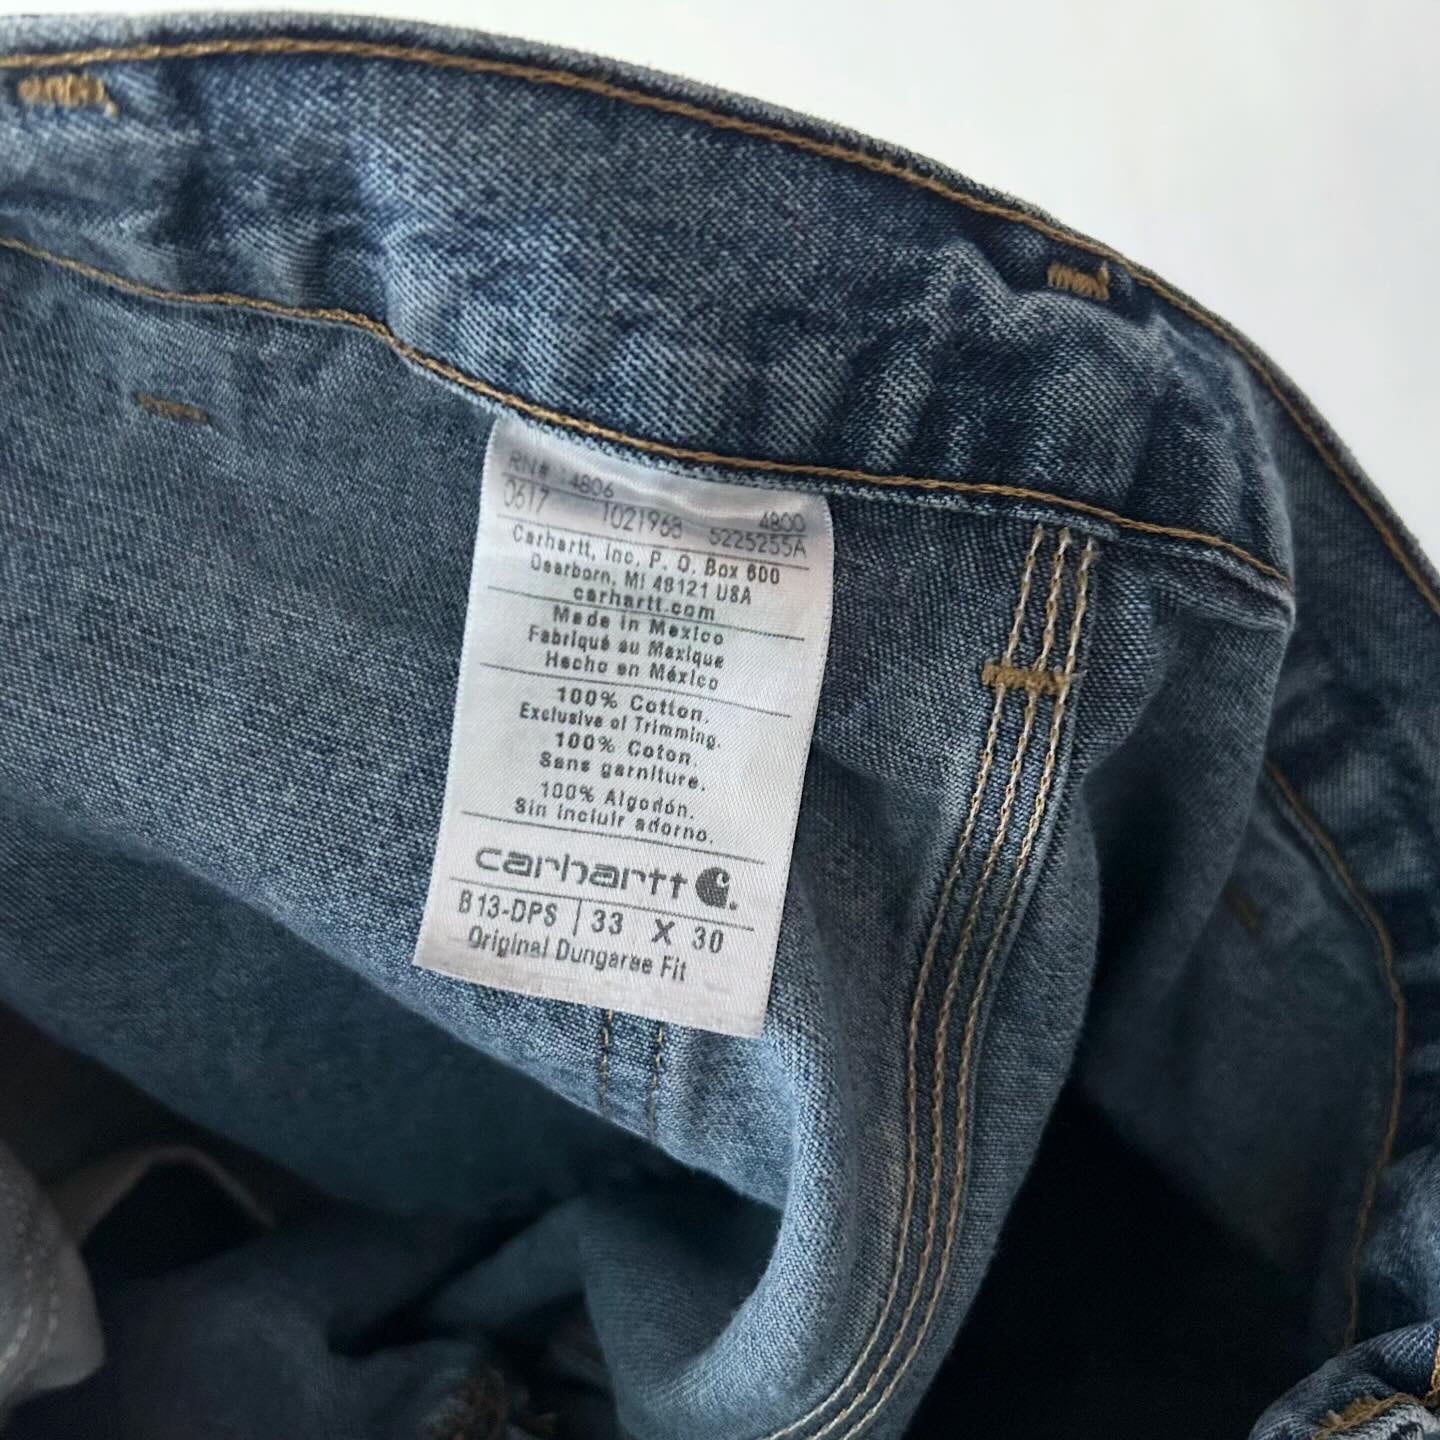 RN# 14806 4800
0617 1021968 5225255A
Carhartt, Inc. P. O. Box 600
Dearborn, MI 48121 USA
carhartt.com
Made in Mexico
Fabriqué au Mexique
Hecho en México
100% Cotton.
Exclusive of Trimming.
100% Coton.
Sans garniture.
100% Algodón.
Sin incluir adorno.
carhartt
B13-DPS | 33 X 30
Original Dungaree Fit